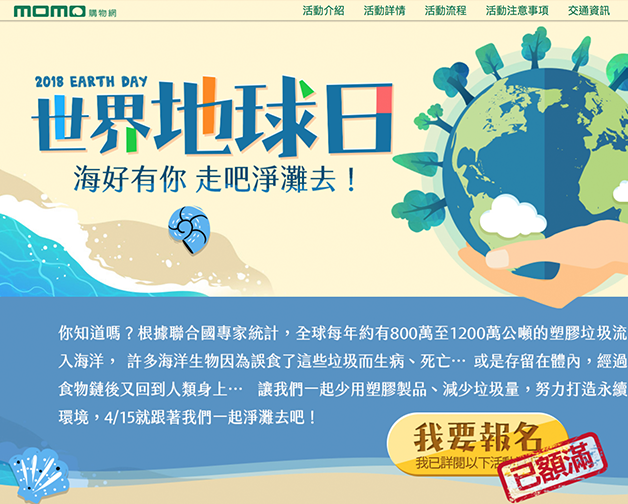 momo購物網 活動介紹 活動詳情 活動流程 活動注意事項 交通資訊
2018 EARTH DAY
世界地球日
海好有你 走吧淨灘去！
你知道嗎？根據聯合國專家統計，全球每年約有800萬至1200萬公噸的塑膠垃圾流
入海洋， 許多海洋生物因為誤食了這些垃圾而生病、死亡⋯ 或是存留在體內，經過
食物鏈後又回到人類身上⋯ 讓我們一起少用塑膠製品、減少垃圾量，努力打造永續
環境，4/15就跟著我們一起淨灘去吧！
我要報名
我已詳閱以下活動
已額滿